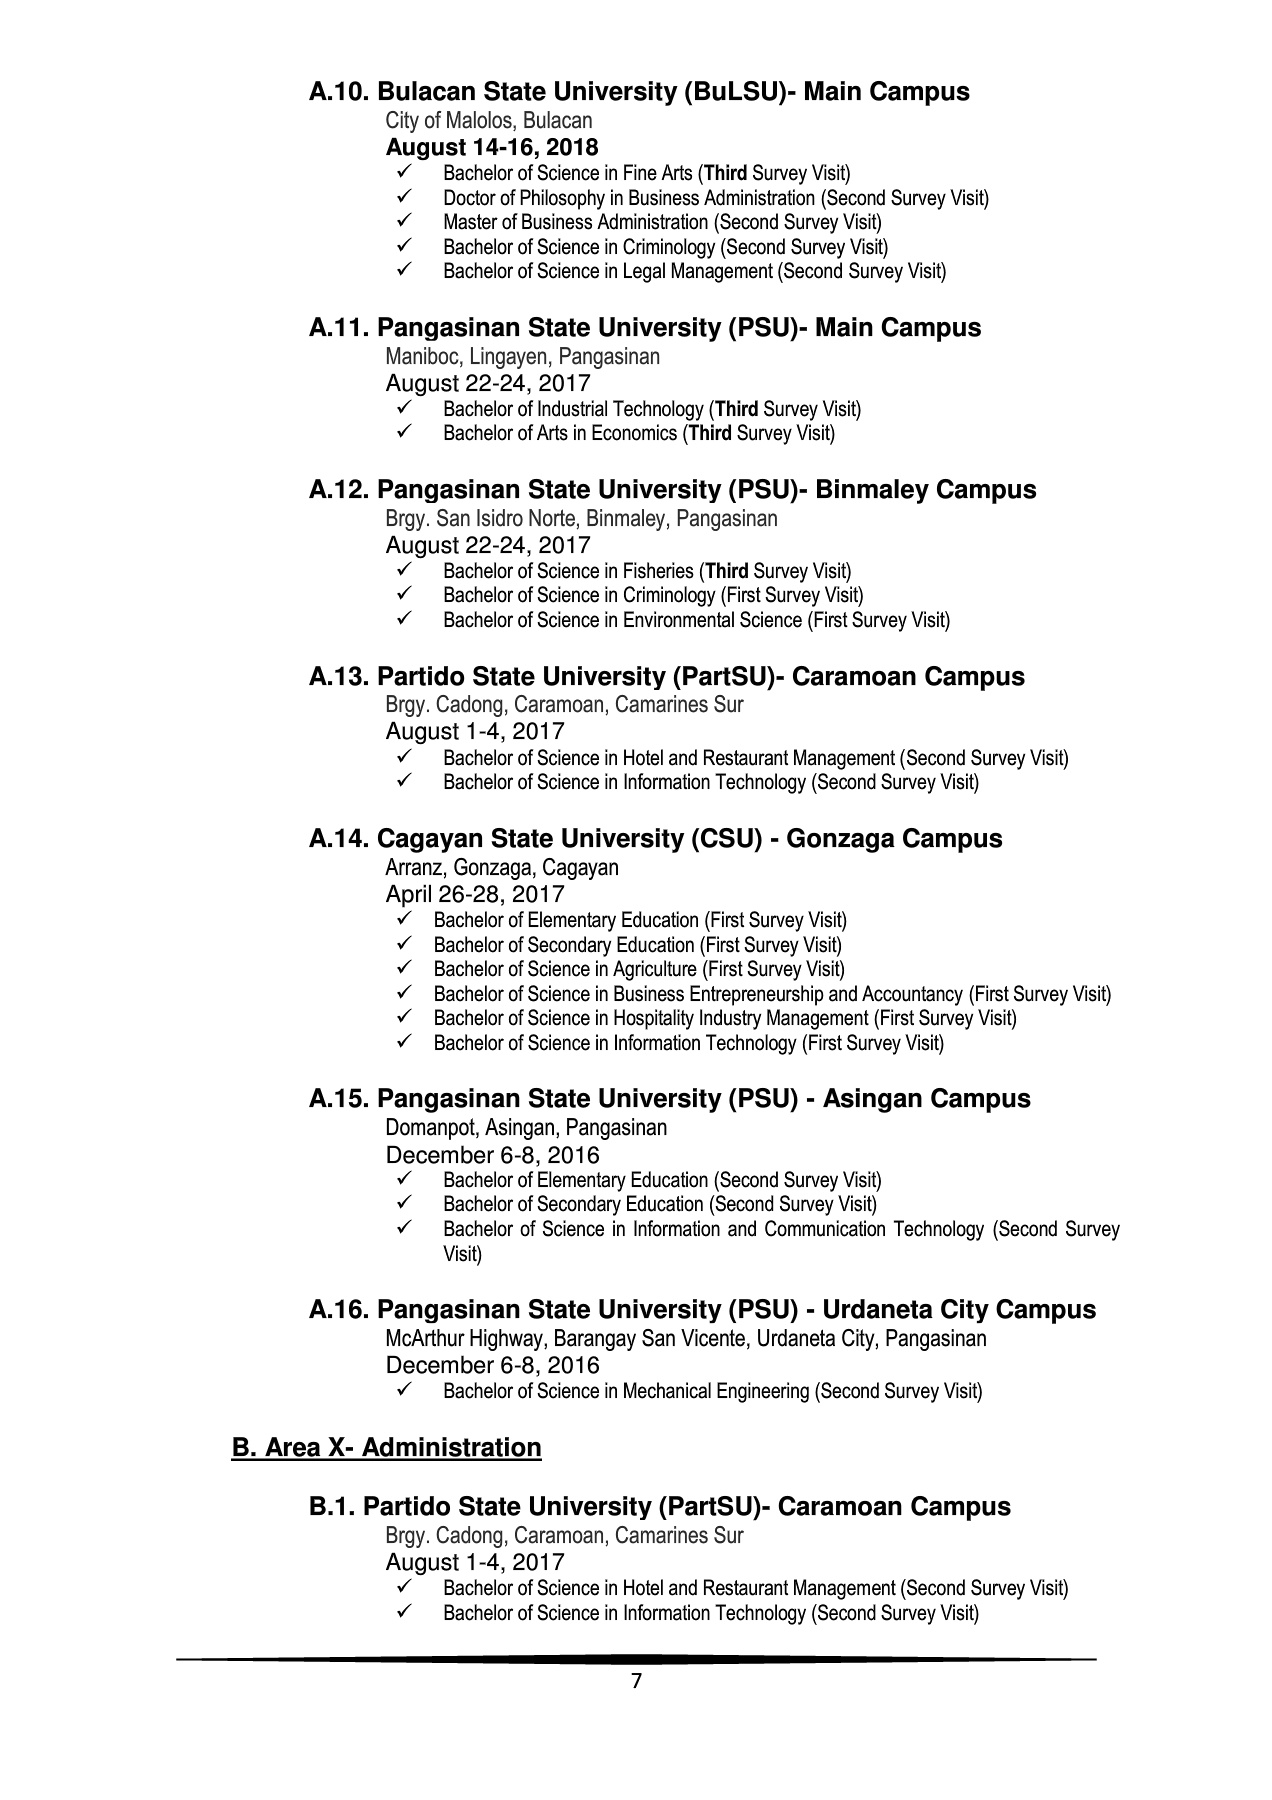 A.10. Bulacan State University (BuLSU)- Main Campus
City of Malolos, Bulacan
August 14-16, 2018
✓ Bachelor of Science in Fine Arts (Third Survey Visit)
✓ Doctor of Philosophy in Business Administration (Second Survey Visit)
✓ Master of Business Administration (Second Survey Visit)
✓ Bachelor of Science in Criminology (Second Survey Visit)
✓ Bachelor of Science in Legal Management (Second Survey Visit)
A.11. Pangasinan State University (PSU)- Main Campus
Maniboc, Lingayen, Pangasinan
August 22-24, 2017
✓ Bachelor of Industrial Technology (Third Survey Visit)
✓ Bachelor of Arts in Economics (Third Survey Visit)
A.12. Pangasinan State University (PSU)- Binmaley Campus
Brgy. San Isidro Norte, Binmaley, Pangasinan
August 22-24, 2017
✓ Bachelor of Science in Fisheries (Third Survey Visit)
✓ Bachelor of Science in Criminology (First Survey Visit)
✓ Bachelor of Science in Environmental Science (First Survey Visit)
A.13. Partido State University (PartSU)- Caramoan Campus
Brgy. Cadong, Caramoan, Camarines Sur
August 1-4, 2017
✓ Bachelor of Science in Hotel and Restaurant Management (Second Survey Visit)
✓ Bachelor of Science in Information Technology (Second Survey Visit)
A.14. Cagayan State University (CSU) - Gonzaga Campus
Arranz, Gonzaga, Cagayan
April 26-28, 2017
✓ Bachelor of Elementary Education (First Survey Visit)
✓ Bachelor of Secondary Education (First Survey Visit)
✓ Bachelor of Science in Agriculture (First Survey Visit)
✓ Bachelor of Science in Business Entrepreneurship and Accountancy (First Survey Visit)
✓ Bachelor of Science in Hospitality Industry Management (First Survey Visit)
✓ Bachelor of Science in Information Technology (First Survey Visit)
A.15. Pangasinan State University (PSU) - Asingan Campus
Domanpot, Asingan, Pangasinan
December 6-8, 2016
✓ Bachelor of Elementary Education (Second Survey Visit)
✓ Bachelor of Secondary Education (Second Survey Visit)
✓ Bachelor of Science in Information and Communication Technology (Second Survey
Visit)
A.16. Pangasinan State University (PSU) - Urdaneta City Campus
McArthur Highway, Barangay San Vicente, Urdaneta City, Pangasinan
December 6-8, 2016
✓ Bachelor of Science in Mechanical Engineering (Second Survey Visit)
B. Area X- Administration
B.1. Partido State University (PartSU)- Caramoan Campus
Brgy. Cadong, Caramoan, Camarines Sur
August 1-4, 2017
✓ Bachelor of Science in Hotel and Restaurant Management (Second Survey Visit)
✓ Bachelor of Science in Information Technology (Second Survey Visit)
7